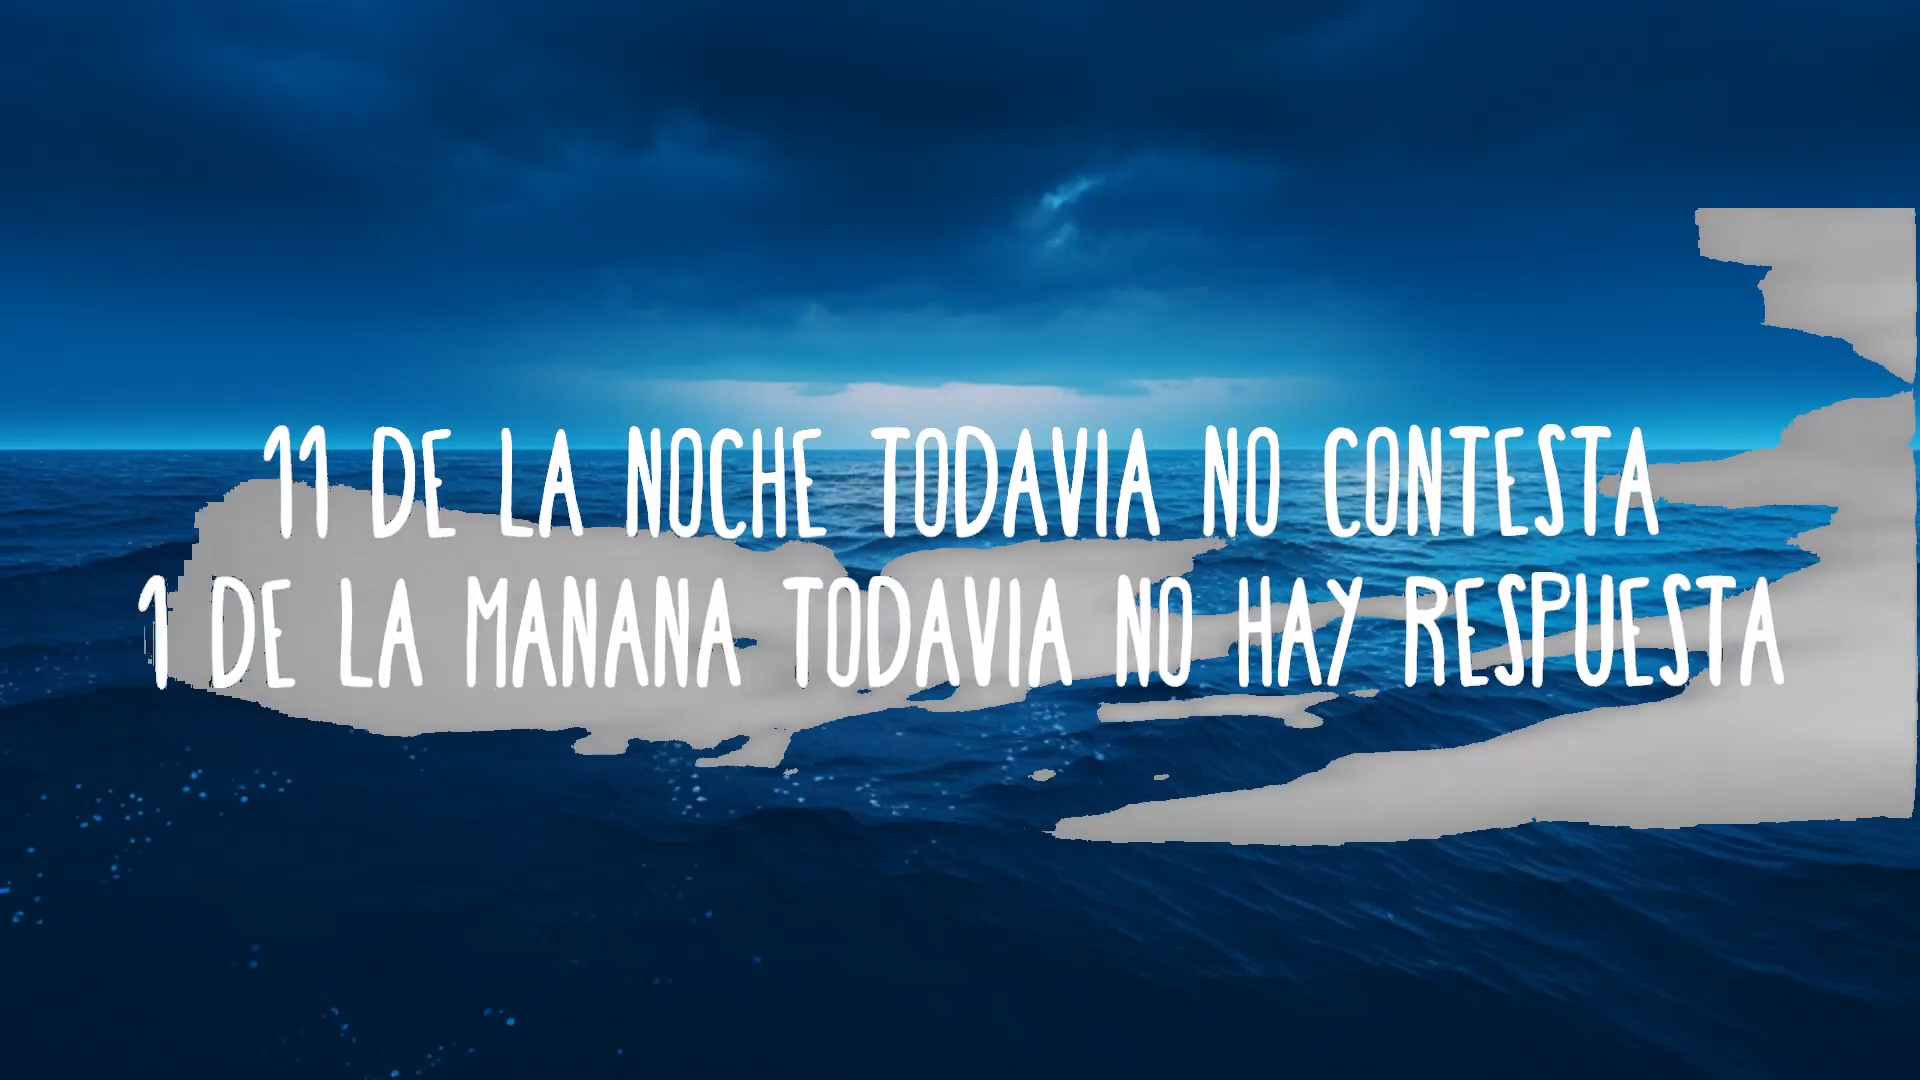 11 DE LA NOCHE TODAVIA NO CONTESTA
1 DE LA MANANA TODAVIA NO HAY RESPUESTA